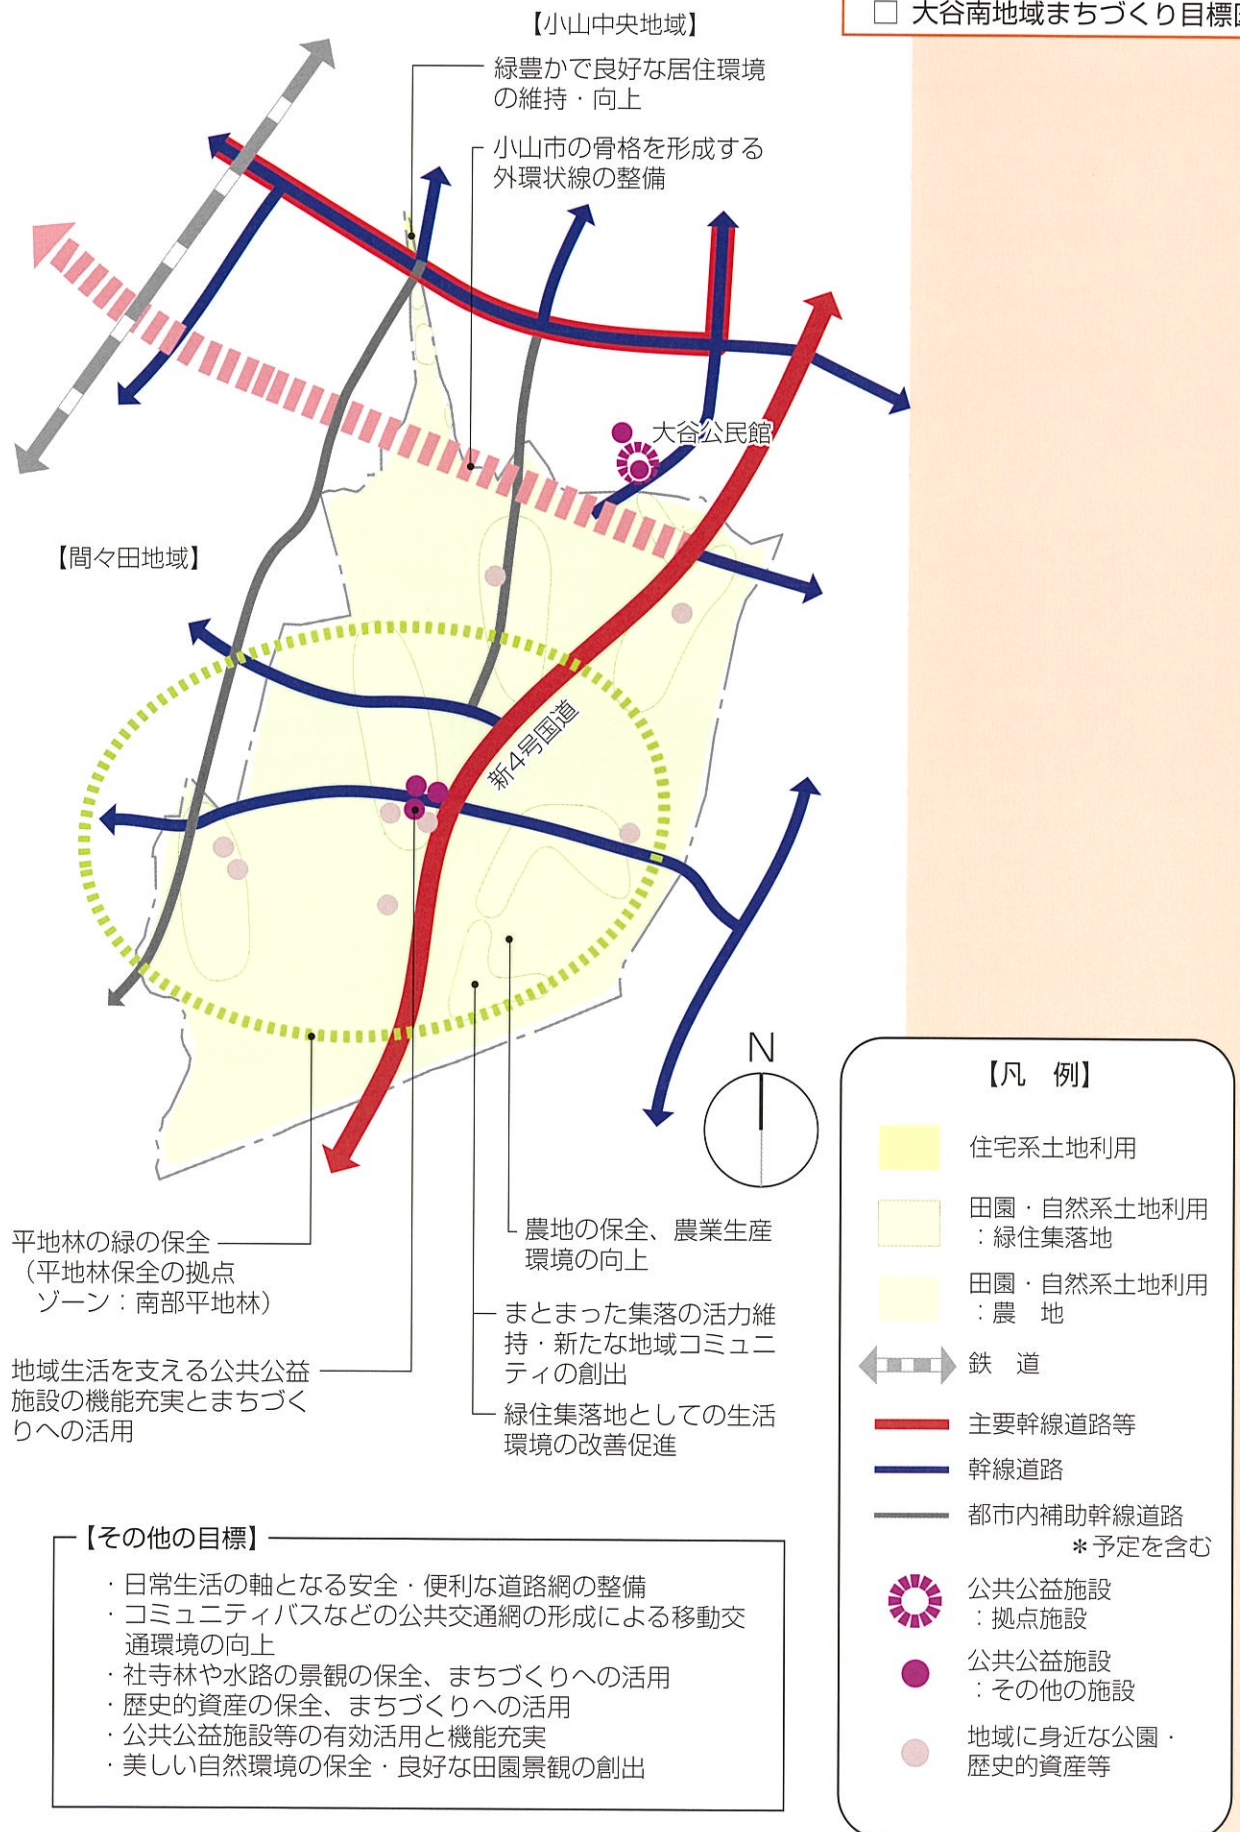 □ 大谷南地域まちづくり目標図
【小山中央地域】
緑豊かで良好な居住環境
の維持・向上
小山市の骨格を形成する
外環状線の整備
大谷公民館
【間々田地域】
新4号国道
N
平地林の緑の保全
（平地林保全の拠点
ゾーン：南部平地林）
農地の保全、農業生産
環境の向上
まとまった集落の活力維
持・新たな地域コミュニ
ティの創出
地域生活を支える公共公益
施設の機能充実とまちづく
りへの活用
緑住集落地としての生活
環境の改善促進
【凡　例】
住宅系土地利用
田園・自然系土地利用
：緑住集落地
田園・自然系土地利用
：農　地
鉄　道
主要幹線道路等
幹線道路
都市内補助幹線道路
＊予定を含む
公共公益施設
：拠点施設
公共公益施設
：その他の施設
地域に身近な公園・
歴史的資産等
【その他の目標】
・日常生活の軸となる安全・便利な道路網の整備
・コミュニティバスなどの公共交通網の形成による移動交
通環境の向上
・社寺林や水路の景観の保全、まちづくりへの活用
・歴史的資産の保全、まちづくりへの活用
・公共公益施設等の有効活用と機能充実
・美しい自然環境の保全・良好な田園景観の創出